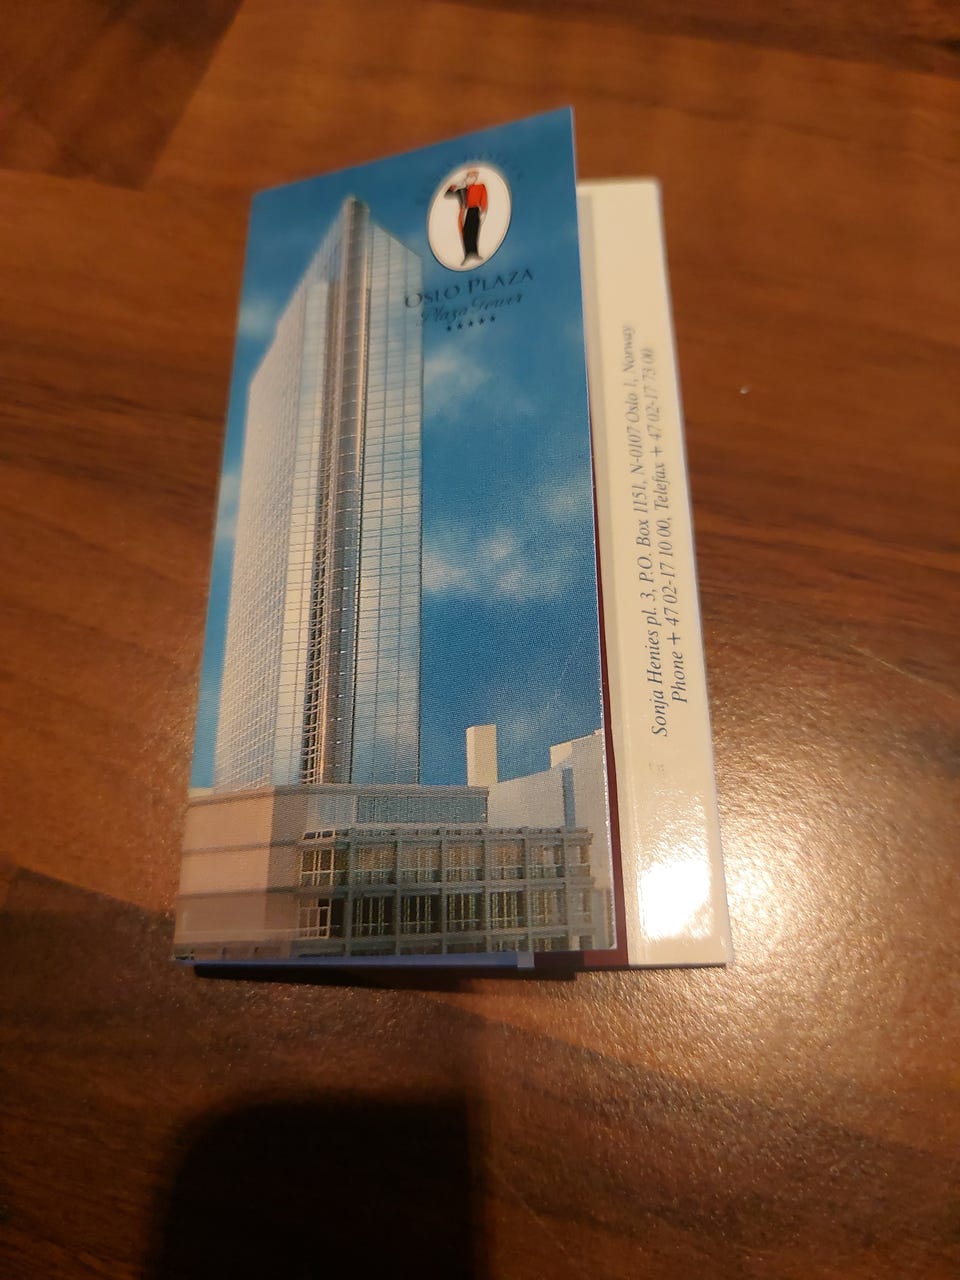 OSLO PLAZA
Plaza Tower
Sonja Henies pl. 3, P.O. Box 1151, N-0107 Oslo 1, Norway
Phone + 47 02-17 10 00, Telefax + 47 02-17 73 00